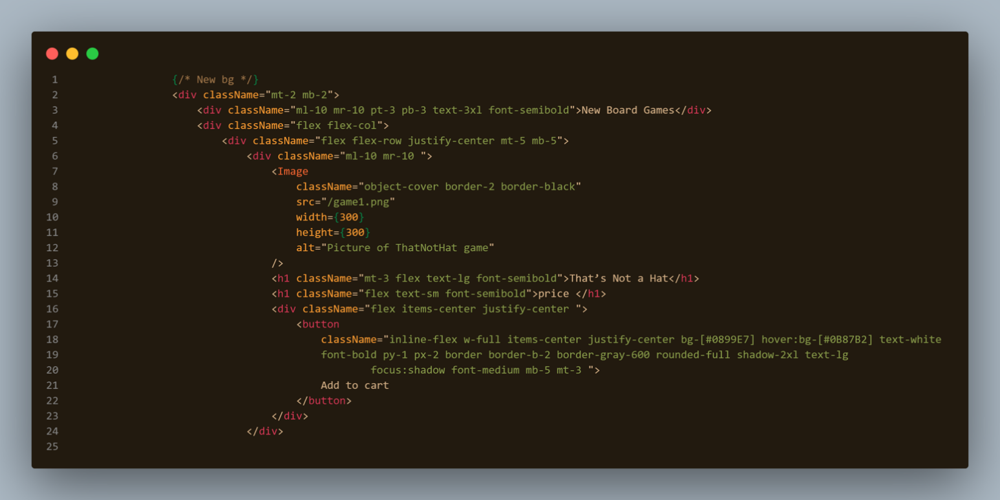 1 {/* New bg */}
2 <div className="mt-2 mb-2">
3 <div className="ml-10 mr-10 pt-3 pb-3 text-3xl font-semibold">New Board Games</div>
4 <div className="flex flex-col">
5 <div className="flex flex-row justify-center mt-5 mb-5">
6 <div className="ml-10 mr-10 ">
7 <Image
8 className="object-cover border-2 border-black"
9 src="/game1.png"
10 width={300}
11 height={300}
12 alt="Picture of ThatNotHat game"
13 />
14 <h1 className="mt-3 flex text-lg font-semibold">That’s Not a Hat</h1>
15 <h1 className="flex text-sm font-semibold">price </h1>
16 <div className="flex items-center justify-center ">
17 <button
18 className="inline-flex w-full items-center justify-center bg-[#0899E7] hover:bg-[#0B87B2] text-white
19 font-bold py-1 px-2 border border-b-2 border-gray-600 rounded-full shadow-2xl text-lg
20 focus:shadow font-medium mb-5 mt-3 ">
21 Add to cart
22 </button>
23 </div>
24 </div>
25